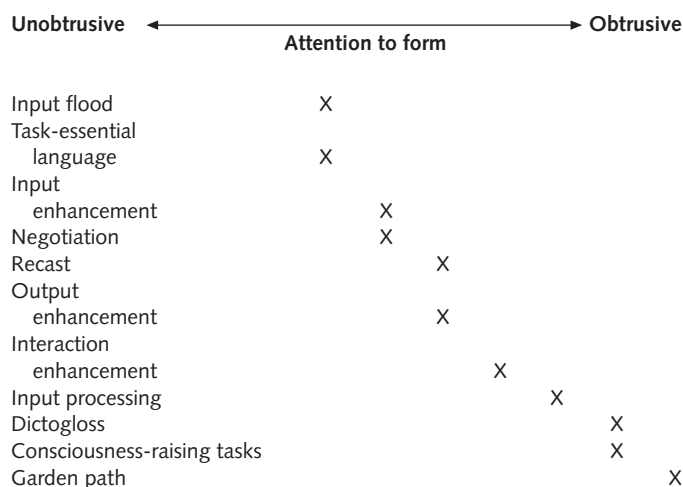 Unobtrusive Obtrusive
Attention to form
Input flood X
Task-essential
language X
Input
enhancement X
Negotiation X
Recast X
Output
enhancement X
Interaction
enhancement X
Input processing X
Dictogloss X
Consciousness-raising tasks X
Garden path X